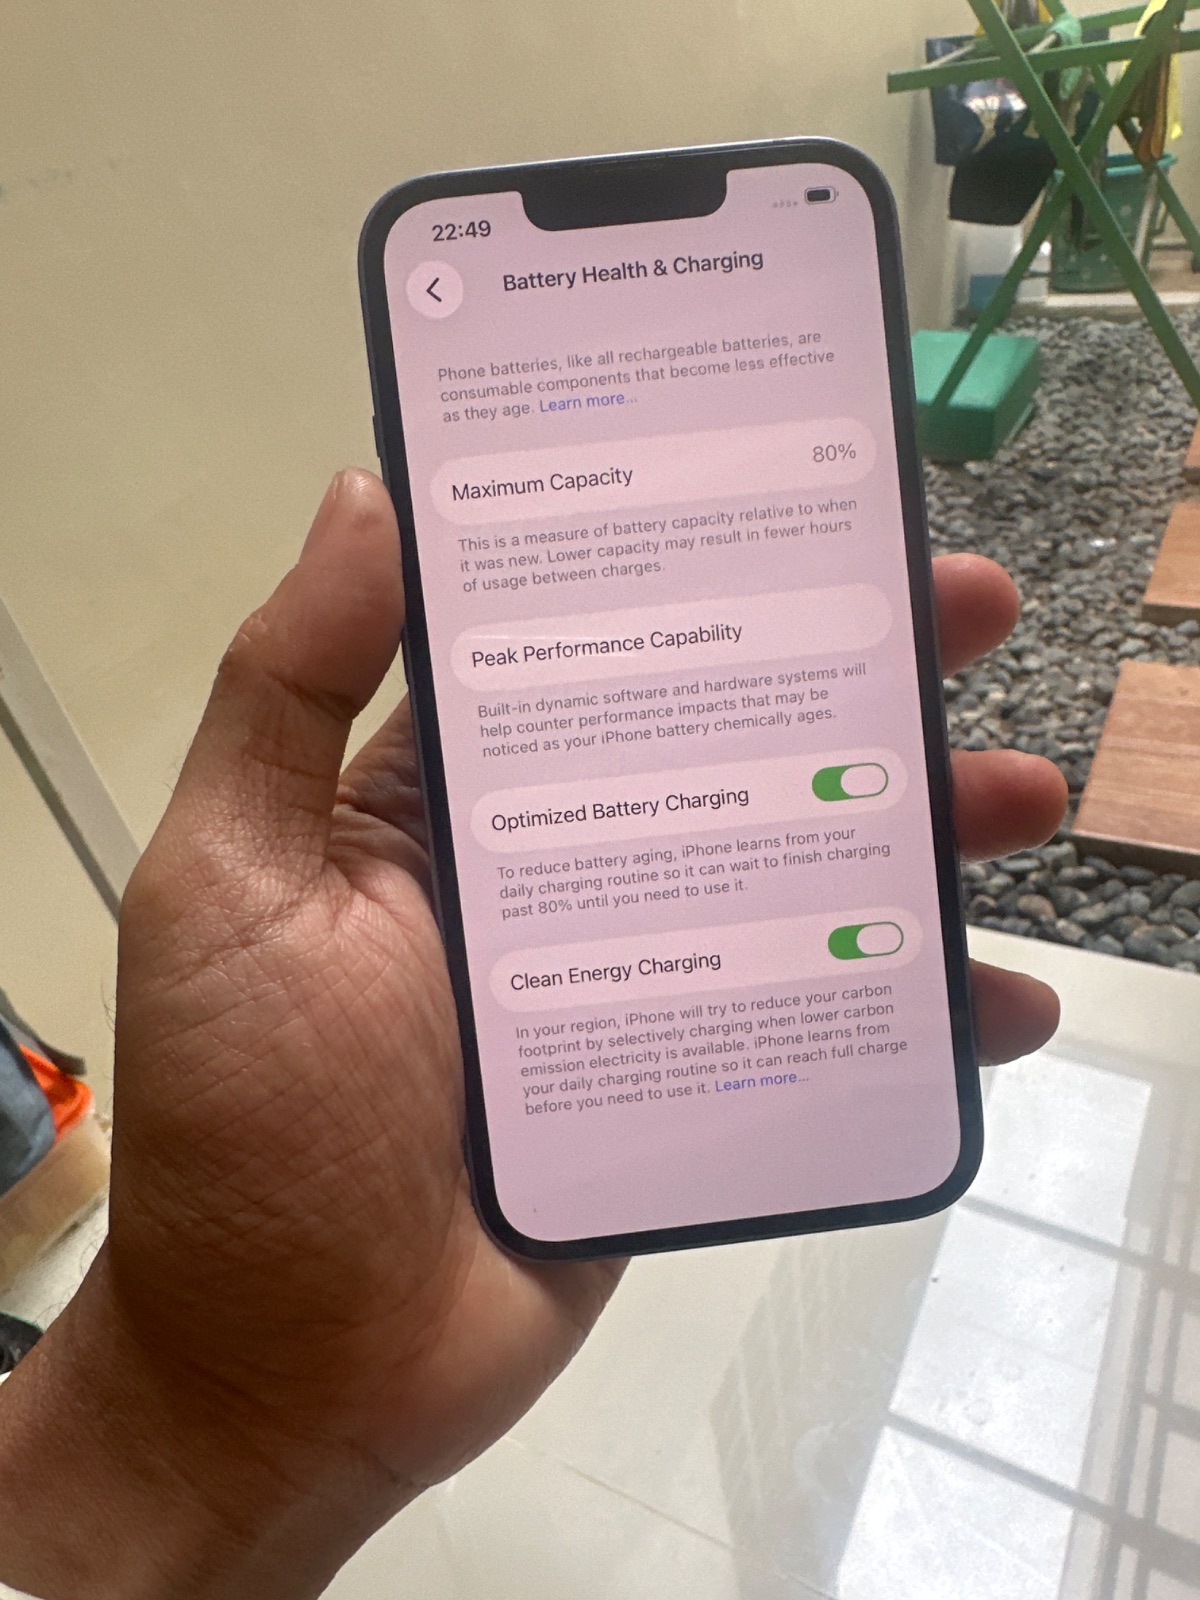 22:49
Battery Health & Charging
Phone batteries, like all rechargeable batteries, are
consumable components that become less effective
as they age. Learn more...
Maximum Capacity 80%
This is a measure of battery capacity relative to when
it was new. Lower capacity may result in fewer hours
of usage between charges.
Peak Performance Capability
Built-in dynamic software and hardware systems will
help counter performance impacts that may be
noticed as your iPhone battery chemically ages.
Optimized Battery Charging
To reduce battery aging, iPhone learns from your
daily charging routine so it can wait to finish charging
past 80% until you need to use it.
Clean Energy Charging
In your region, iPhone will try to reduce your carbon
footprint by selectively charging when lower carbon
emission electricity is available. iPhone learns from
your daily charging routine so it can reach full charge
before you need to use it. Learn more...